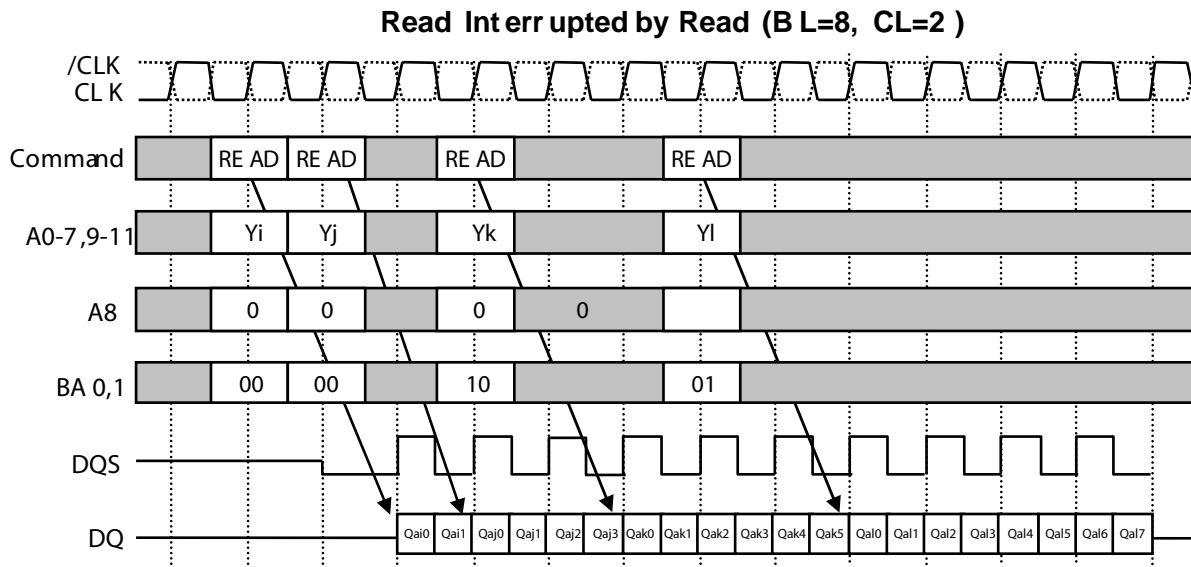 Read Int err upted by Read (B L=8, CL=2 )
/CLK
CL K
Command RE AD RE AD RE AD RE AD
A0-7,9-11 Yi Yj Yk Yl
A8 0 0 0 0
BA 0,1 00 00 10 01
DQS
DQ Qai0 Qai1 Qaj0 Qaj1 Qaj2 Qaj3 Qak0 Qak1 Qak2 Qak3 Qak4 Qak5 Qal0 Qal1 Qal2 Qal3 Qal4 Qal5 Qal6 Qal7